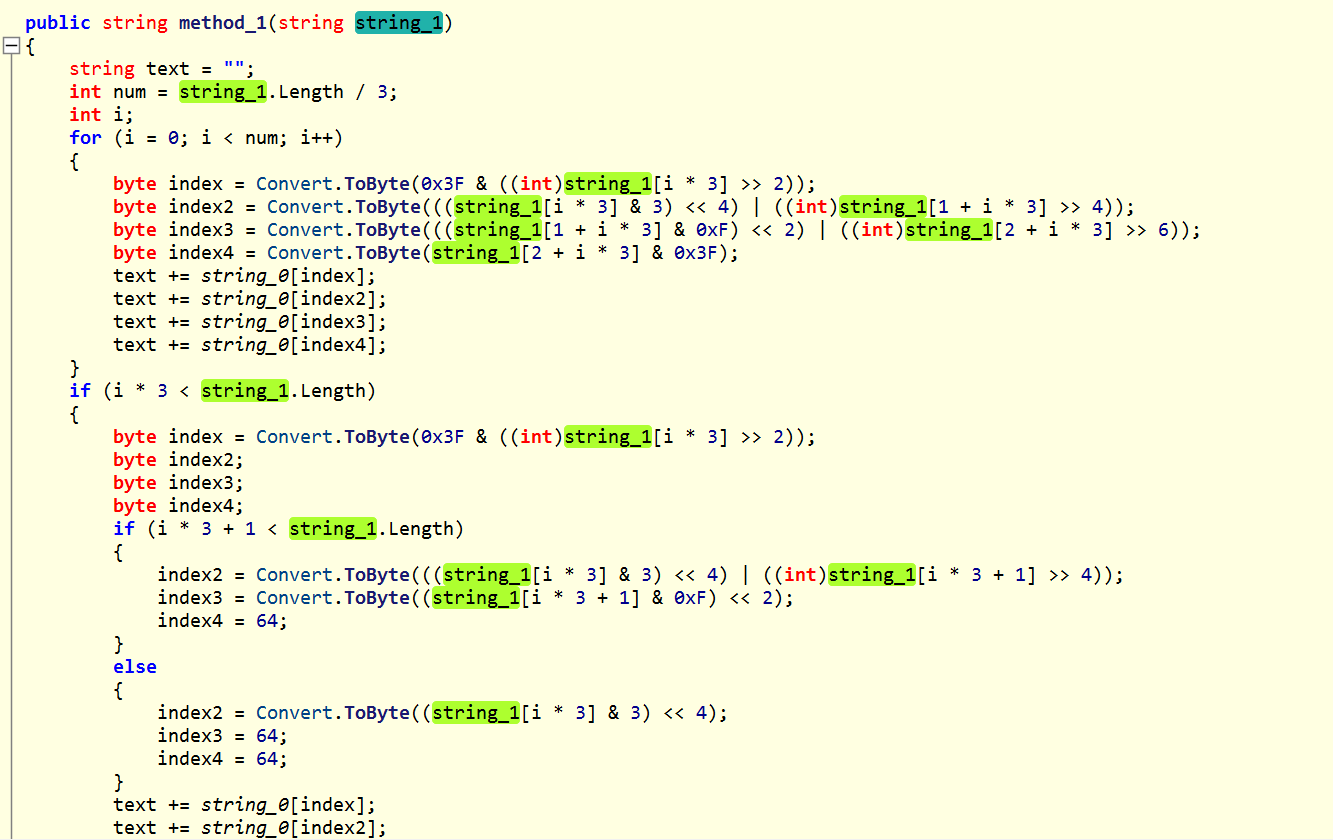 public string method_1(string string_1)
{
string text = "";
int num = string_1.Length / 3;
int i;
for (i = 0; i < num; i++)
{
byte index = Convert.ToByte(0x3F & ((int)string_1[i * 3] >> 2));
byte index2 = Convert.ToByte(((string_1[i * 3] & 3) << 4) | ((int)string_1[1 + i * 3] >> 4));
byte index3 = Convert.ToByte(((string_1[1 + i * 3] & 0xF) << 2) | ((int)string_1[2 + i * 3] >> 6));
byte index4 = Convert.ToByte(string_1[2 + i * 3] & 0x3F);
text += string_0[index];
text += string_0[index2];
text += string_0[index3];
text += string_0[index4];
}
if (i * 3 < string_1.Length)
{
byte index = Convert.ToByte(0x3F & ((int)string_1[i * 3] >> 2));
byte index2;
byte index3;
byte index4;
if (i * 3 + 1 < string_1.Length)
{
index2 = Convert.ToByte(((string_1[i * 3] & 3) << 4) | ((int)string_1[i * 3 + 1] >> 4));
index3 = Convert.ToByte((string_1[i * 3 + 1] & 0xF) << 2);
index4 = 64;
}
else
{
index2 = Convert.ToByte((string_1[i * 3] & 3) << 4);
index3 = 64;
index4 = 64;
}
text += string_0[index];
text += string_0[index2];